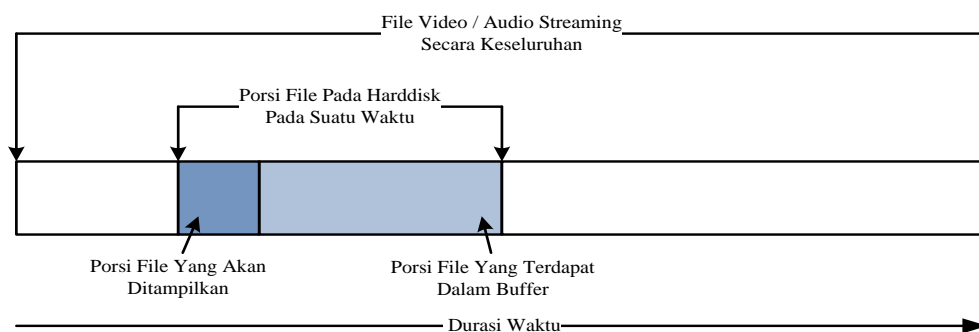 File Video / Audio Streaming
Secara Keseluruhan
Porsi File Pada Harddisk
Pada Suatu Waktu
Porsi File Yang Akan
Ditampilkan
Porsi File Yang Terdapat
Dalam Buffer
Durasi Waktu